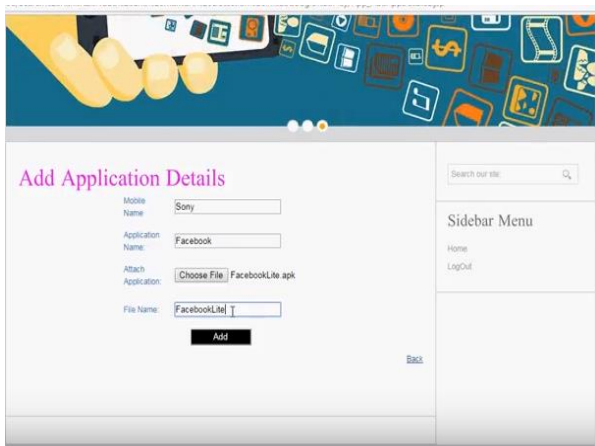 Add Application Details
Mobile
Name
Sony
Application
Name:
Facebook
Attach
Application:
Choose File FacebookLite.apk
File Name:
FacebookLite
Add
Back
Search our site:
Sidebar Menu
Home
LogOut